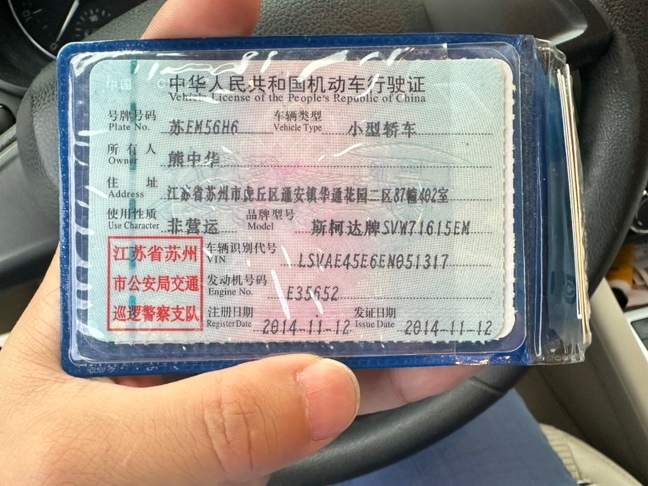 中华人民共和国机动车行驶证
Vehicle License of the People's Republic of China
号牌号码 苏EM56H6 车辆类型 小型轿车
Plate No. Vehicle Type
所有人 熊中华
Owner
住址 江苏省苏州市虎丘区通安镇华通花园二区87幢402室
Address
使用性质 非营运 品牌型号 斯柯达牌SVW71615EM
Use Character Model
车辆识别代号 LSVAE45E6EN051317
VIN
发动机号码 E35652
Engine No.
注册日期 2014-11-12 发证日期 2014-11-12
Register Date Issue Date
江苏省苏州
市公安局交通
巡逻警察支队